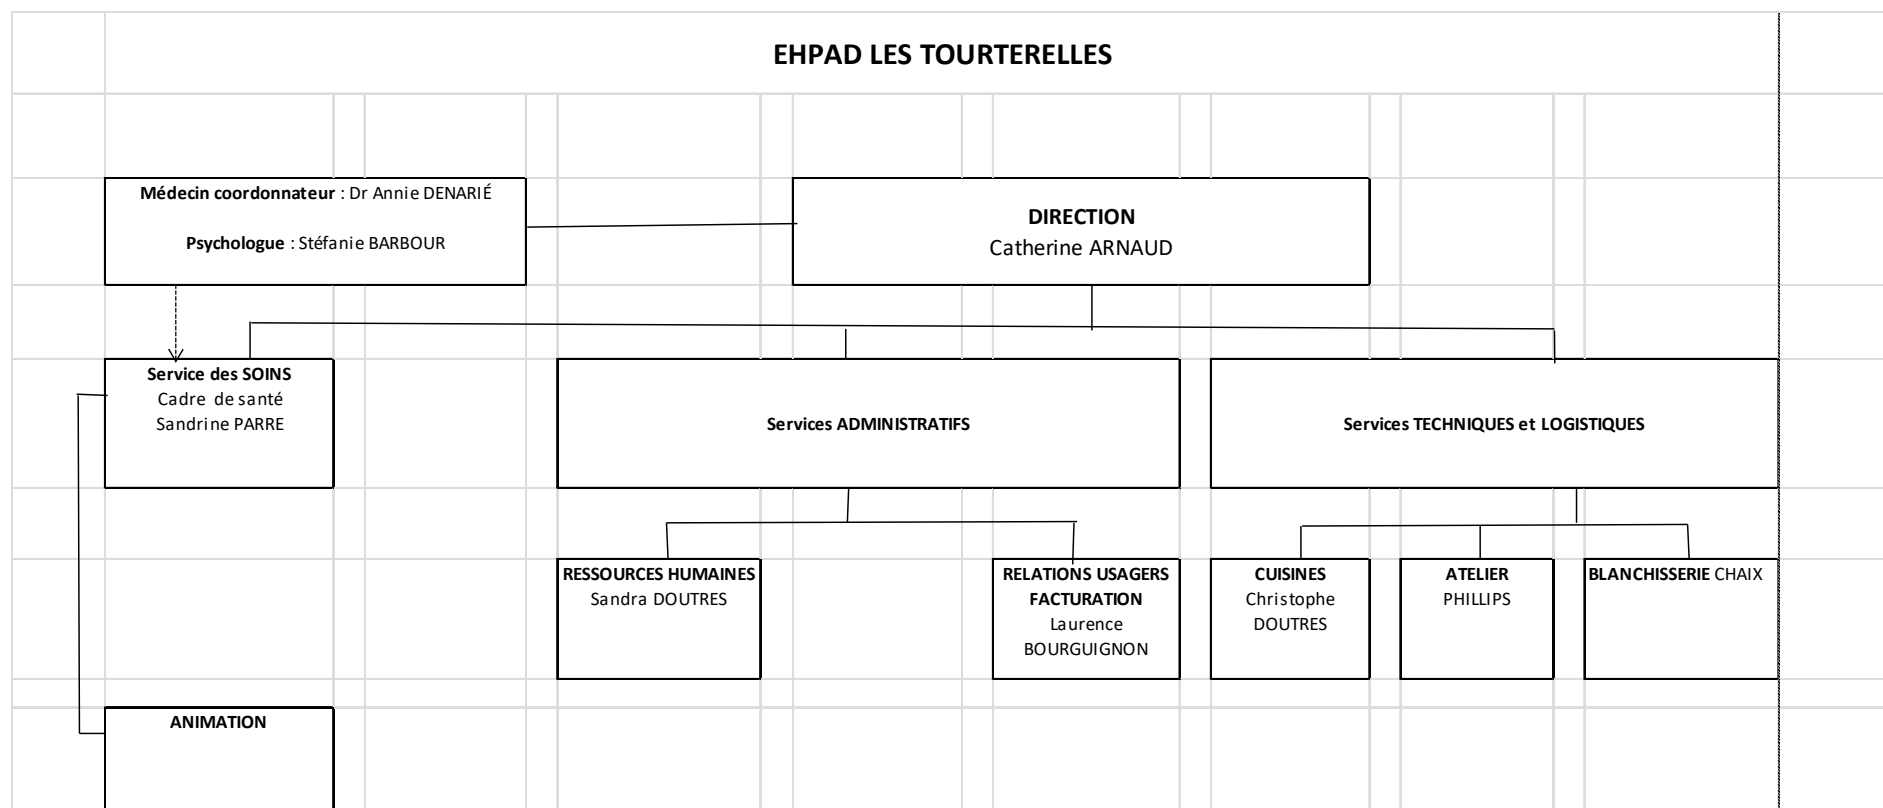 EHPAD LES TOURTERELLES
Médecin coordonnateur : Dr Annie DENARIÉ
Psychologue : Stéfanie BARBOUR
DIRECTION
Catherine ARNAUD
Service des SOINS
Cadre de santé
Sandrine PARRE
Services ADMINISTRATIFS
Services TECHNIQUES et LOGISTIQUES
RESSOURCES HUMAINES
Sandra DOUTRES
RELATIONS USAGERS
FACTURATION
Laurence
BOURGUIGNON
CUISINES
Christophe
DOUTRES
ATELIER
PHILLIPS
BLANCHISSERIE CHAIX
ANIMATION